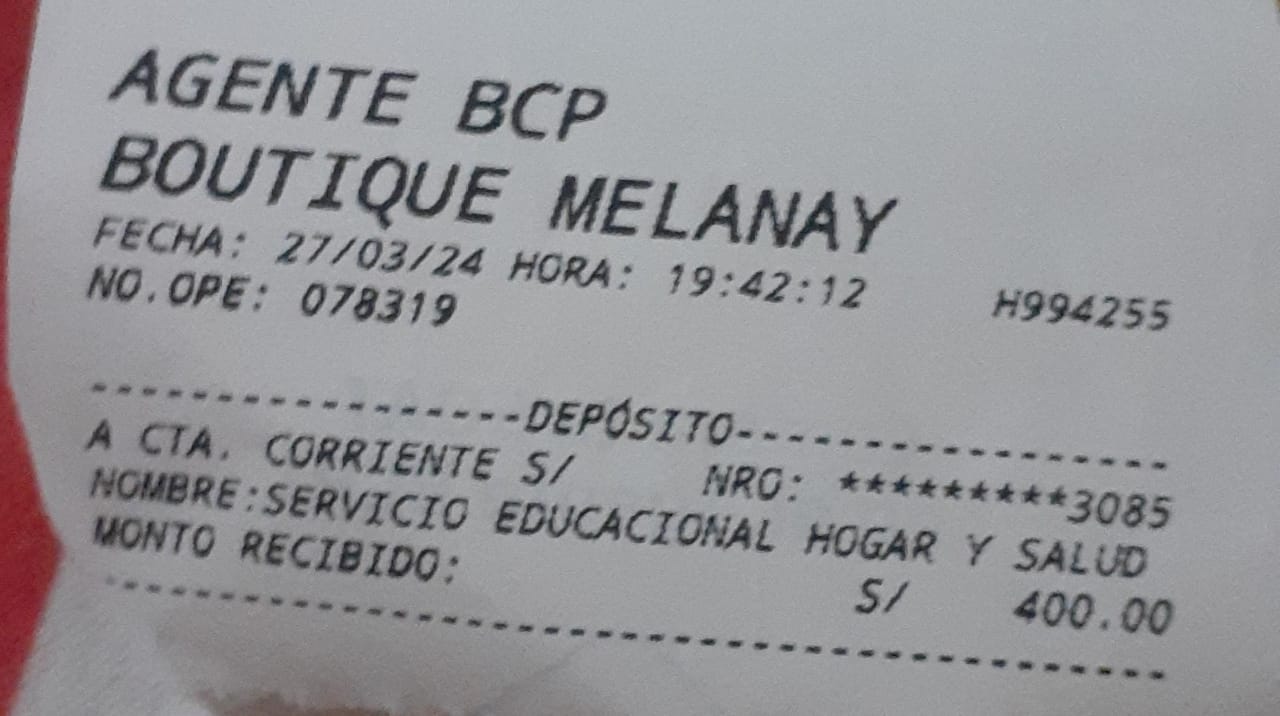 AGENTE BCP
BOUTIQUE MELANAY
FECHA: 27/03/24 HORA: 19:42:12 H994255
NO.OPE: 078319
-----------------DEPÓSITO-----------------
A CTA. CORRIENTE S/ NRO: *********3085
NOMBRE:SERVICIO EDUCACIONAL HOGAR Y SALUD
MONTO RECIBIDO: S/ 400.00
------------------------------------------